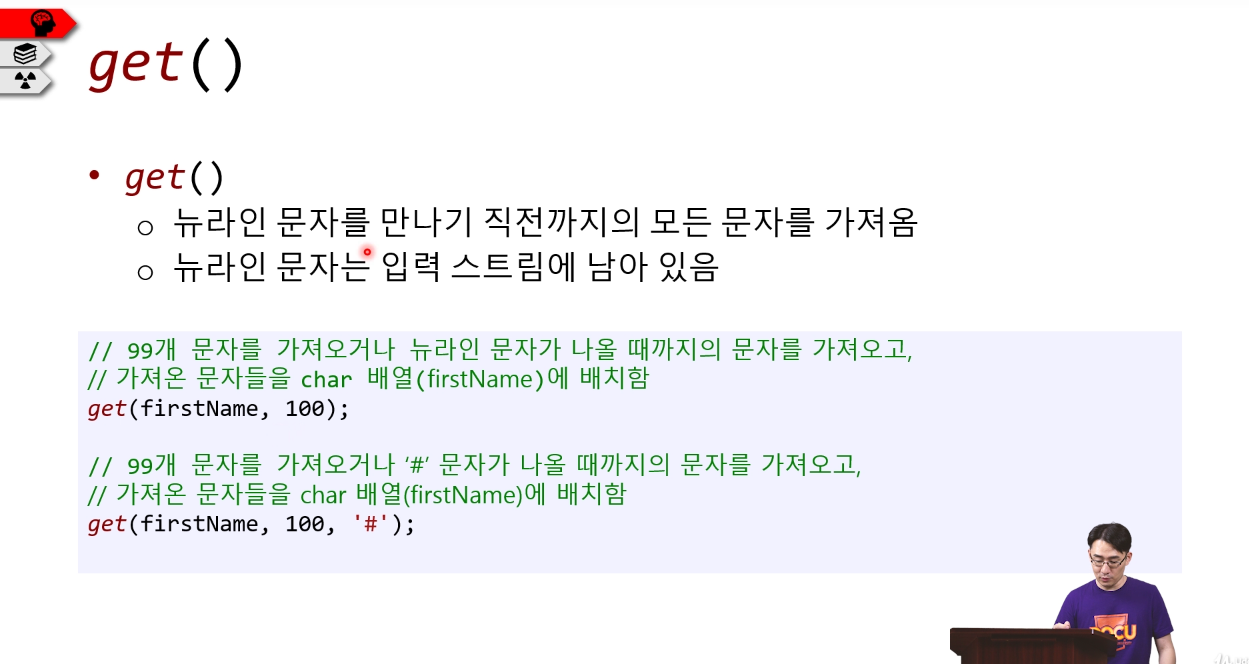 get()
• get()
○ 뉴라인 문자를 만나기 직전까지의 모든 문자를 가져옴
○ 뉴라인 문자는 입력 스트림에 남아 있음
// 99개 문자를 가져오거나 뉴라인 문자가 나올 때까지의 문자를 가져오고,
// 가져온 문자들을 char 배열(firstName)에 배치함
get(firstName, 100);
// 99개 문자를 가져오거나 ‘#’ 문자가 나올 때까지의 문자를 가져오고,
// 가져온 문자들을 char 배열(firstName)에 배치함
get(firstName, 100, '#');